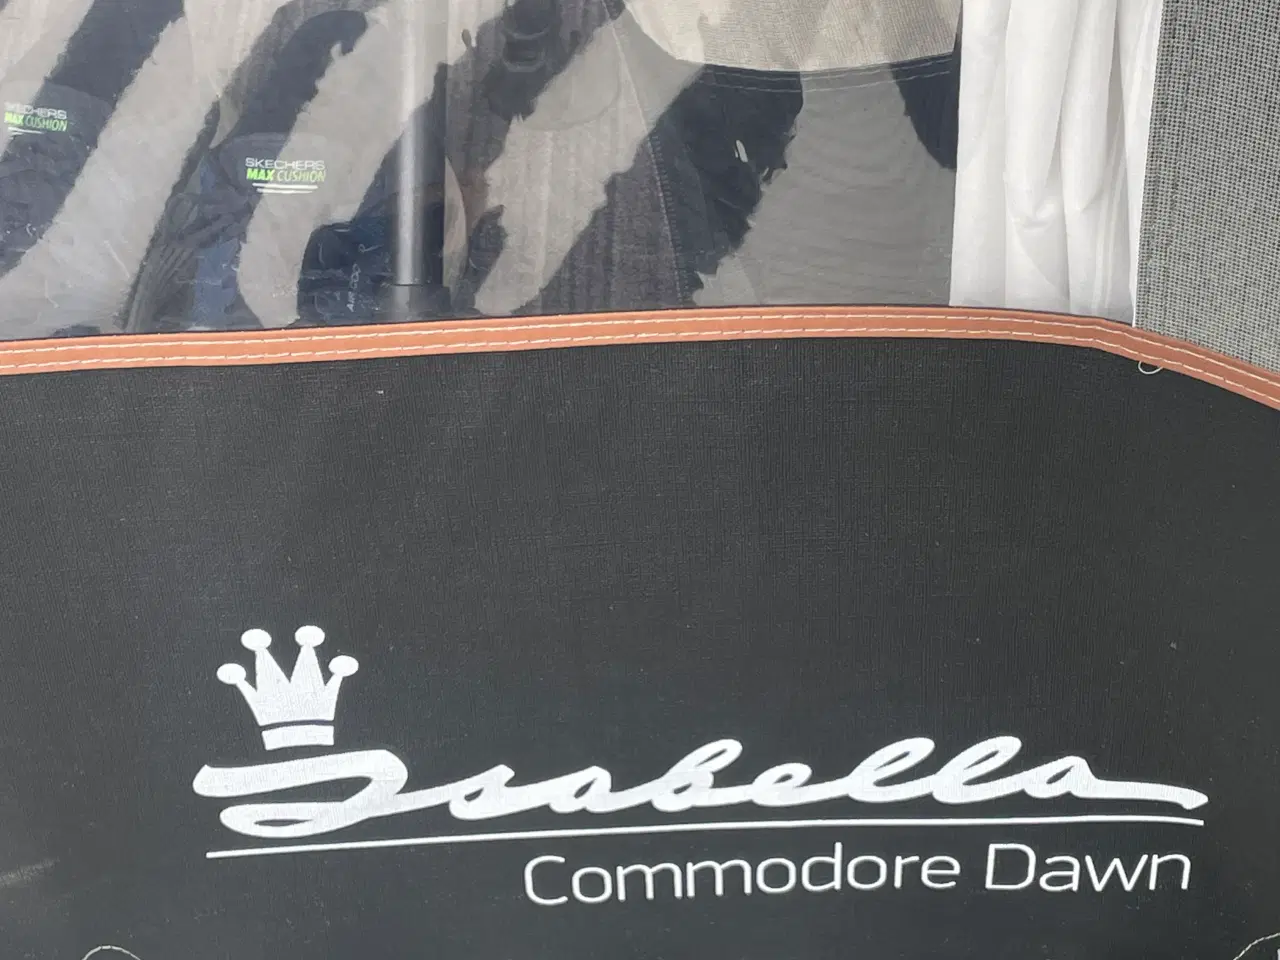 SKECHERS
MAX CUSHION
SKECHERS
MAX CUSHION
Isabella
Commodore Dawn